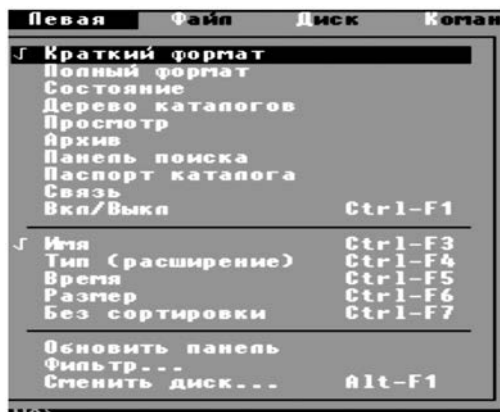 Левая Файл Диск Коман
√ Краткий формат
Полный формат
Состояние
Дерево каталогов
Просмотр
Архив
Панель поиска
Паспорт каталога
Связь
Вкл/Выкл Ctrl-F1
√ Имя Ctrl-F3
Тип (расширение) Ctrl-F4
Время Ctrl-F5
Размер Ctrl-F6
Без сортировки Ctrl-F7
Обновить панель
Фильтр...
Сменить диск... Alt-F1